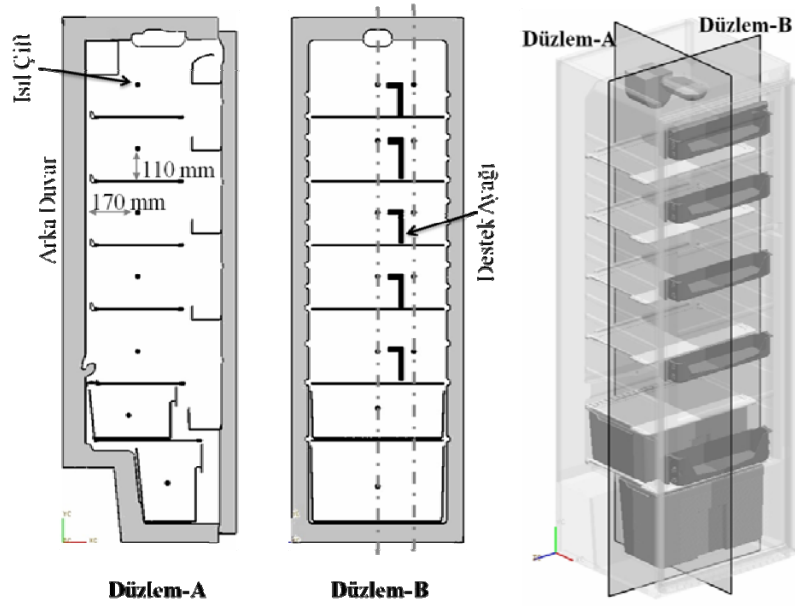 Isıl Çift
110 mm
170 mm
Arka Duvar
Destek Ayağı
Düzlem-A
Düzlem-B
Düzlem-A
Düzlem-B